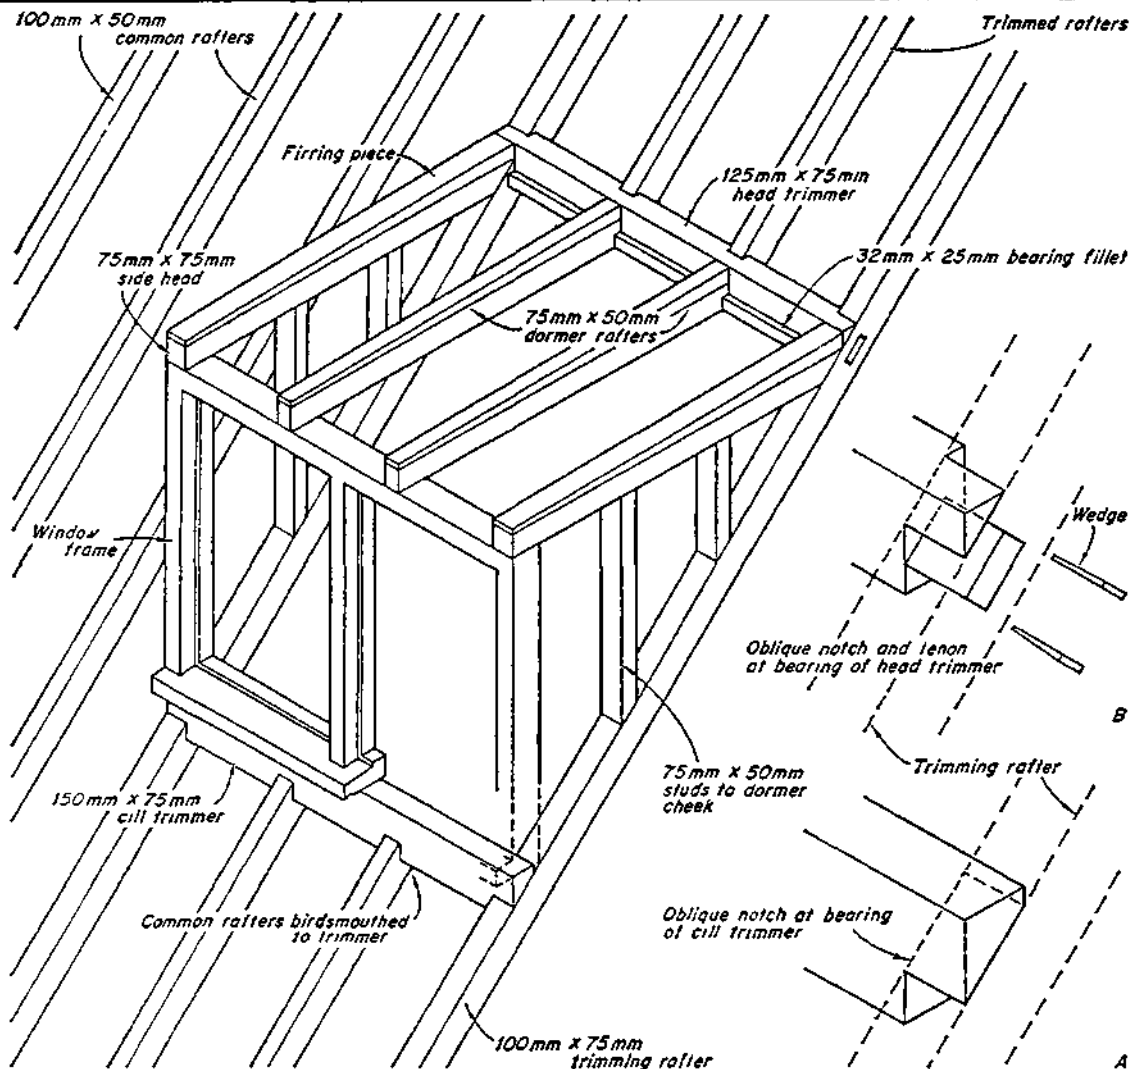 100mm x 50mm
common rafters
Trimmed rafters
Firring piece
125mm x 75mm
head trimmer
75mm x 75mm
side head
32mm x 25mm bearing fillet
75mm x 50mm
dormer rafters
Window
frame
Wedge
Oblique notch and tenon
at bearing of head trimmer
B
Trimming rafter
75mm x 50mm
studs to dormer
cheek
150mm x 75mm
cill trimmer
Common rafters birdsmouthed
to trimmer
Oblique notch at bearing
of cill trimmer
100mm x 75mm
trimming rafter
A